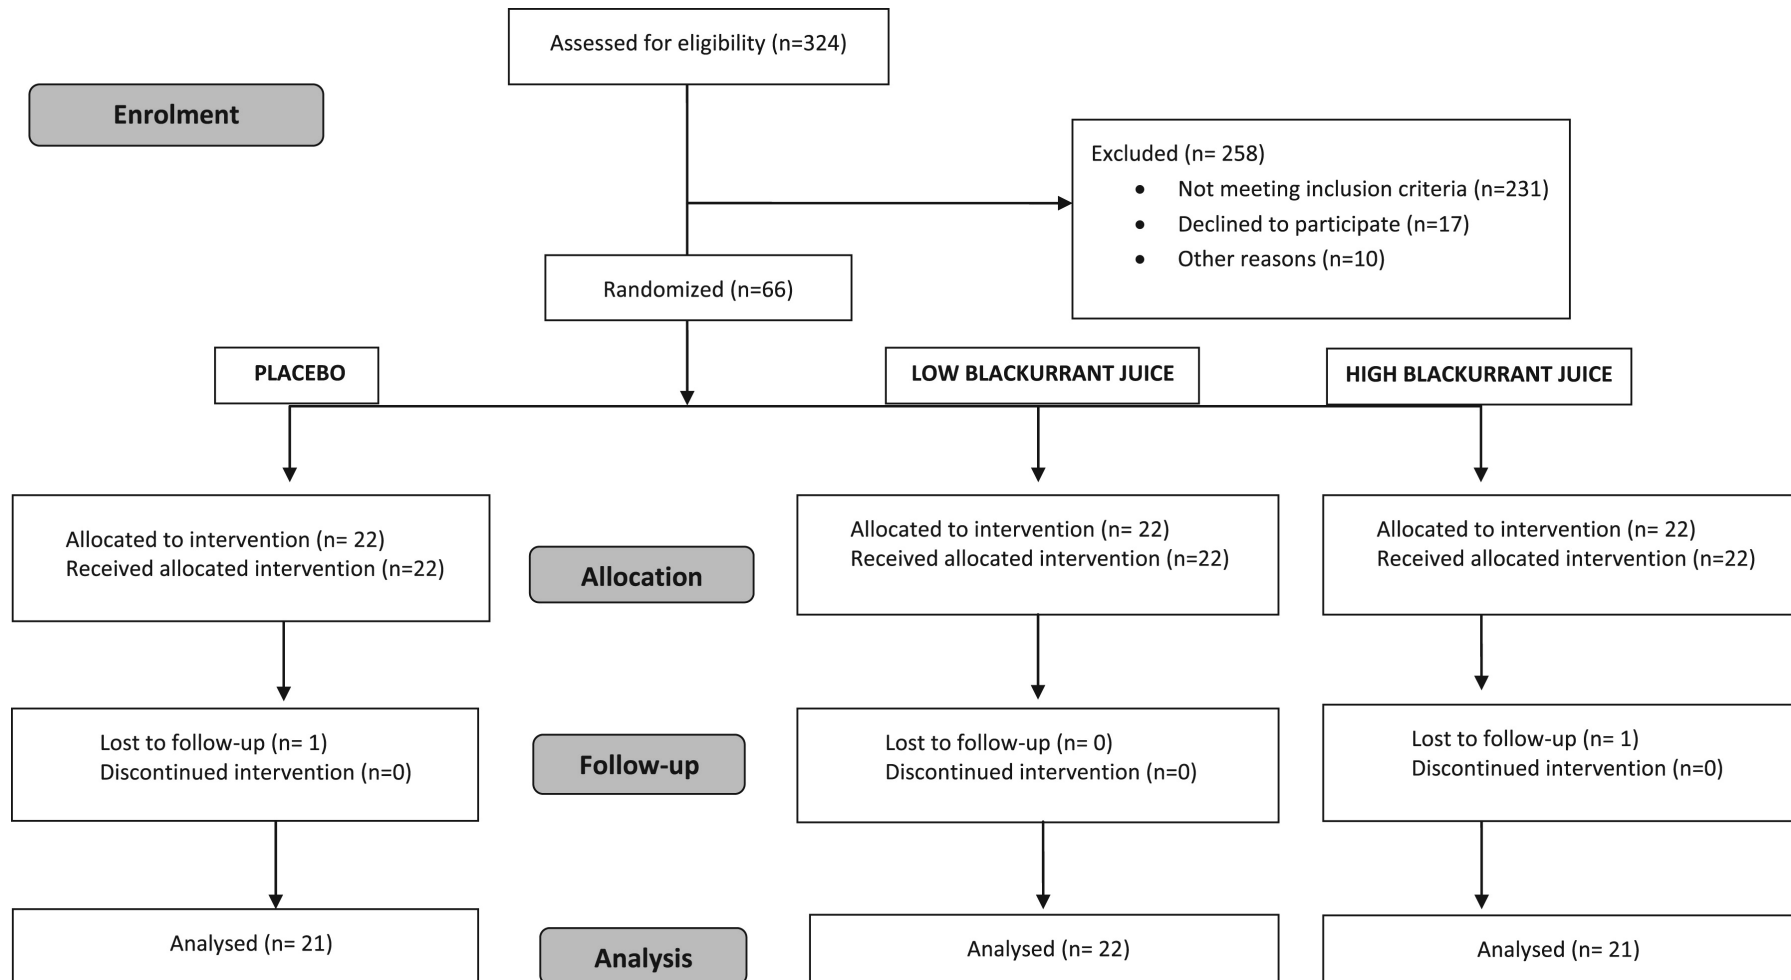 Assessed for eligibility (n=324)
Enrolment
Excluded (n= 258)
• Not meeting inclusion criteria (n=231)
• Declined to participate (n=17)
• Other reasons (n=10)
Randomized (n=66)
PLACEBO
LOW BLACKURRANT JUICE
HIGH BLACKURRANT JUICE
Allocated to intervention (n= 22)
Received allocated intervention (n=22)
Allocation
Allocated to intervention (n= 22)
Received allocated intervention (n=22)
Allocated to intervention (n= 22)
Received allocated intervention (n=22)
Lost to follow-up (n= 1)
Discontinued intervention (n=0)
Follow-up
Lost to follow-up (n= 0)
Discontinued intervention (n=0)
Lost to follow-up (n= 1)
Discontinued intervention (n=0)
Analysed (n= 21)
Analysis
Analysed (n= 22)
Analysed (n= 21)